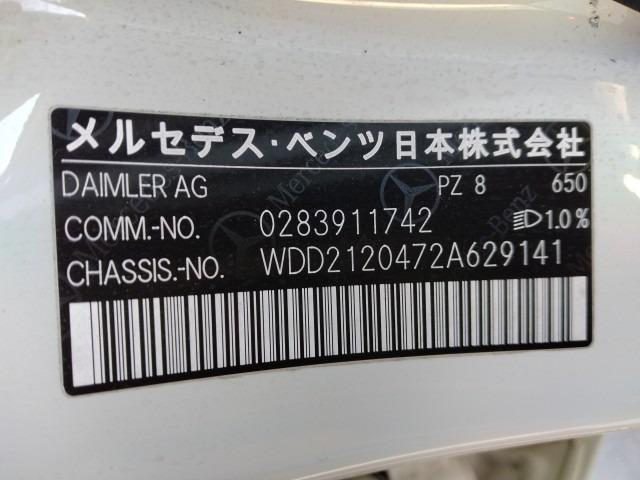 メルセデス・ベンツ日本株式会社
DAIMLER AG PZ 8 650
COMM.-NO. 0283911742 1.0%
CHASSIS.-NO. WDD2120472A629141